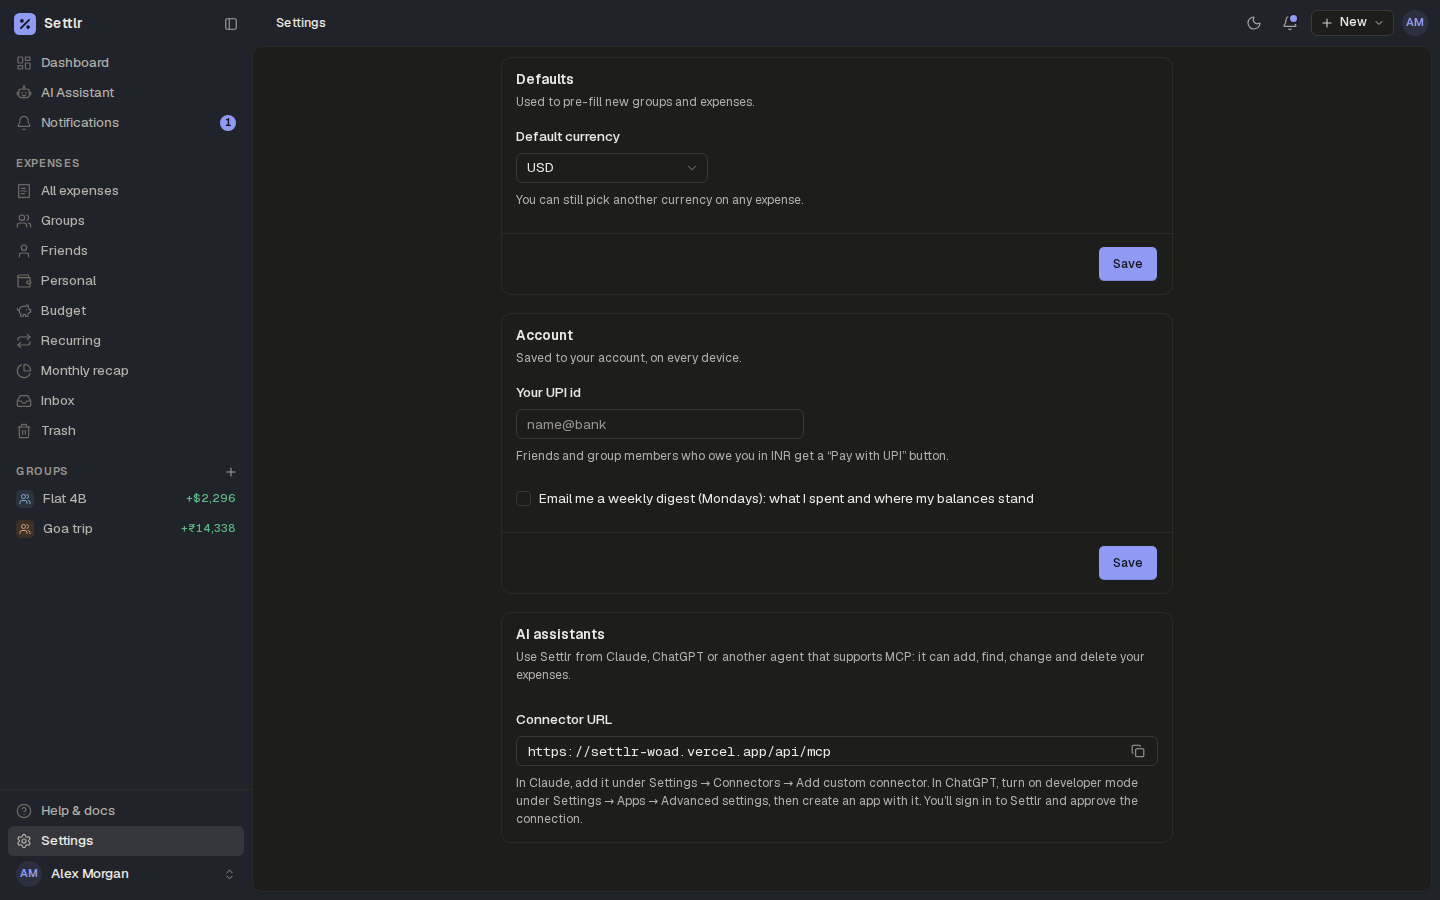 Settlr
Settings
New
AM
Dashboard
AI Assistant
Notifications
1
EXPENSES
All expenses
Groups
Friends
Personal
Budget
Recurring
Monthly recap
Inbox
Trash
GROUPS
Flat 4B
+$2,296
Goa trip
+₹14,338
Help & docs
Settings
AM
Alex Morgan
Defaults
Used to pre-fill new groups and expenses.
Default currency
USD
You can still pick another currency on any expense.
Save
Account
Saved to your account, on every device.
Your UPI id
name@bank
Friends and group members who owe you in INR get a “Pay with UPI” button.
Email me a weekly digest (Mondays): what I spent and where my balances stand
Save
AI assistants
Use Settlr from Claude, ChatGPT or another agent that supports MCP: it can add, find, change and delete your
expenses.
Connector URL
https://settlr-woad.vercel.app/api/mcp
In Claude, add it under Settings → Connectors → Add custom connector. In ChatGPT, turn on developer mode
under Settings → Apps → Advanced settings, then create an app with it. You'll sign in to Settlr and approve the
connection.